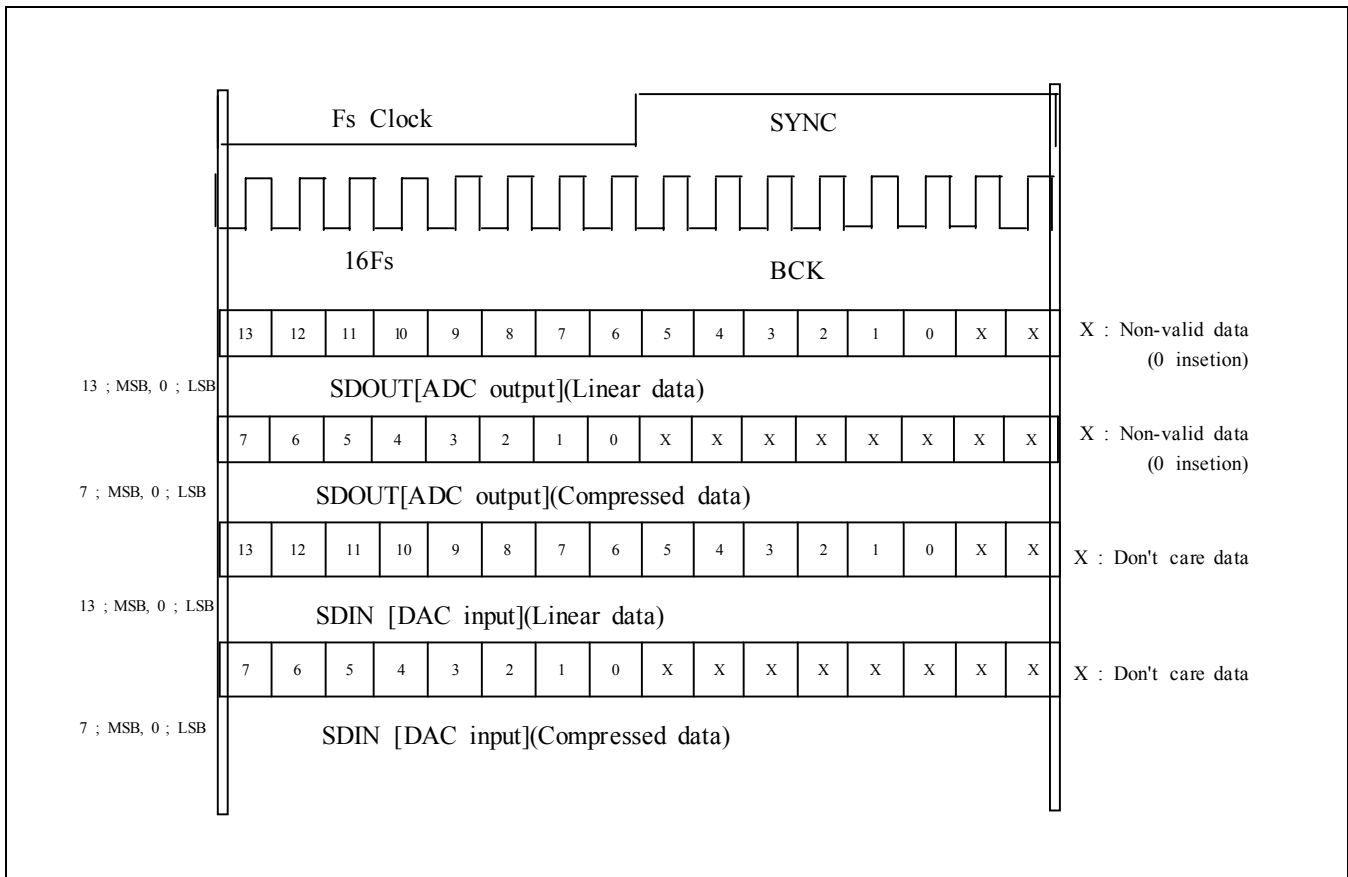 Fs Clock SYNC
16Fs BCK
13 12 11 10 9 8 7 6 5 4 3 2 1 0 X X
X : Non-valid data
(0 insetion)
13 ; MSB, 0 ; LSB
SDOUT[ADC output](Linear data)
7 6 5 4 3 2 1 0 X X X X X X X X
X : Non-valid data
(0 insetion)
7 ; MSB, 0 ; LSB
SDOUT[ADC output](Compressed data)
13 12 11 10 9 8 7 6 5 4 3 2 1 0 X X
X : Don't care data
13 ; MSB, 0 ; LSB
SDIN [DAC input](Linear data)
7 6 5 4 3 2 1 0 X X X X X X X X
X : Don't care data
7 ; MSB, 0 ; LSB
SDIN [DAC input](Compressed data)